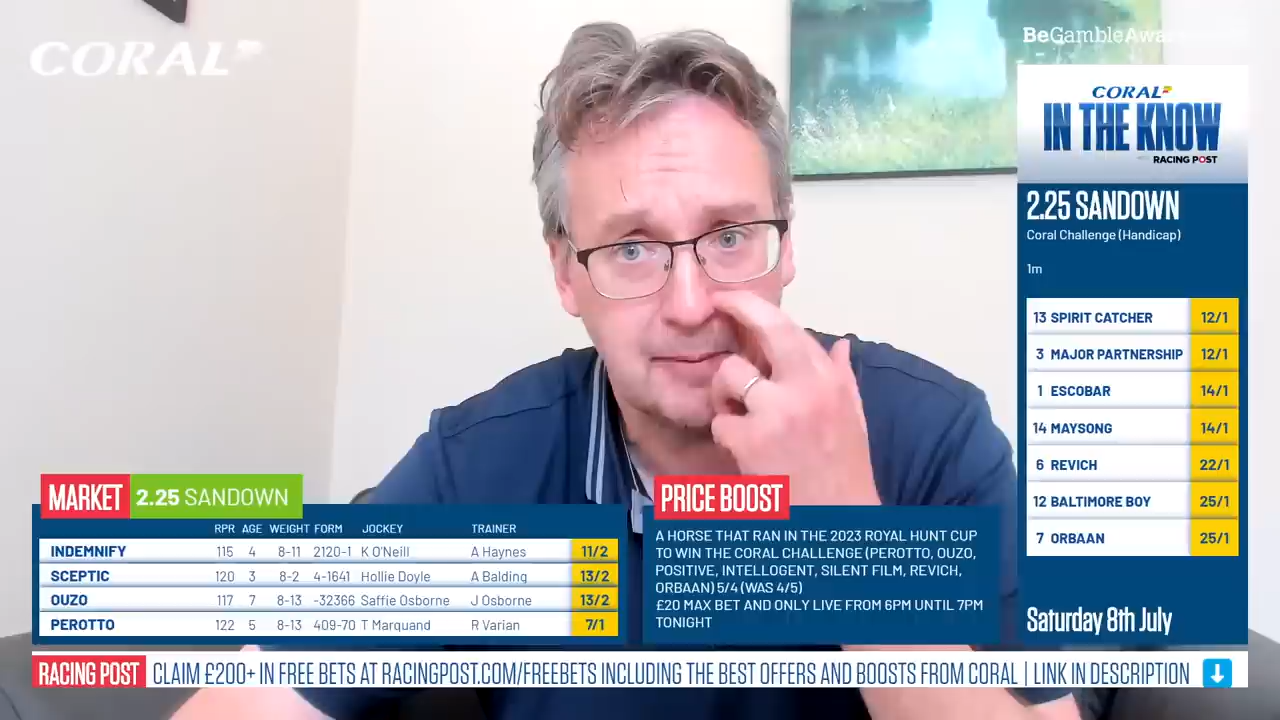 CORAL
BeGambleAware
CORAL
IN THE KNOW
RACING POST
2.25 SANDOWN
Coral Challenge (Handicap)
1m
13 SPIRIT CATCHER 12/1
3 MAJOR PARTNERSHIP 12/1
1 ESCOBAR 14/1
14 MAYSONG 14/1
6 REVICH 22/1
12 BALTIMORE BOY 25/1
7 ORBAAN 25/1
Saturday 8th July
MARKET 2.25 SANDOWN
RPR AGE WEIGHT FORM JOCKEY TRAINER
INDEMNIFY 115 4 8-11 2120-1 K O'Neill A Haynes 11/2
SCEPTIC 120 3 8-2 4-1641 Hollie Doyle A Balding 13/2
OUZO 117 7 8-13 -32366 Saffie Osborne J Osborne 13/2
PEROTTO 122 5 8-13 409-70 T Marquand R Varian 7/1
PRICE BOOST
A HORSE THAT RAN IN THE 2023 ROYAL HUNT CUP
TO WIN THE CORAL CHALLENGE (PEROTTO, OUZO,
POSITIVE, INTELLOGENT, SILENT FILM, REVICH,
ORBAAN) 5/4 (WAS 4/5)
£20 MAX BET AND ONLY LIVE FROM 6PM UNTIL 7PM
TONIGHT
RACING POST CLAIM £200+ IN FREE BETS AT RACINGPOST.COM/FREEBETS INCLUDING THE BEST OFFERS AND BOOSTS FROM CORAL | LINK IN DESCRIPTION